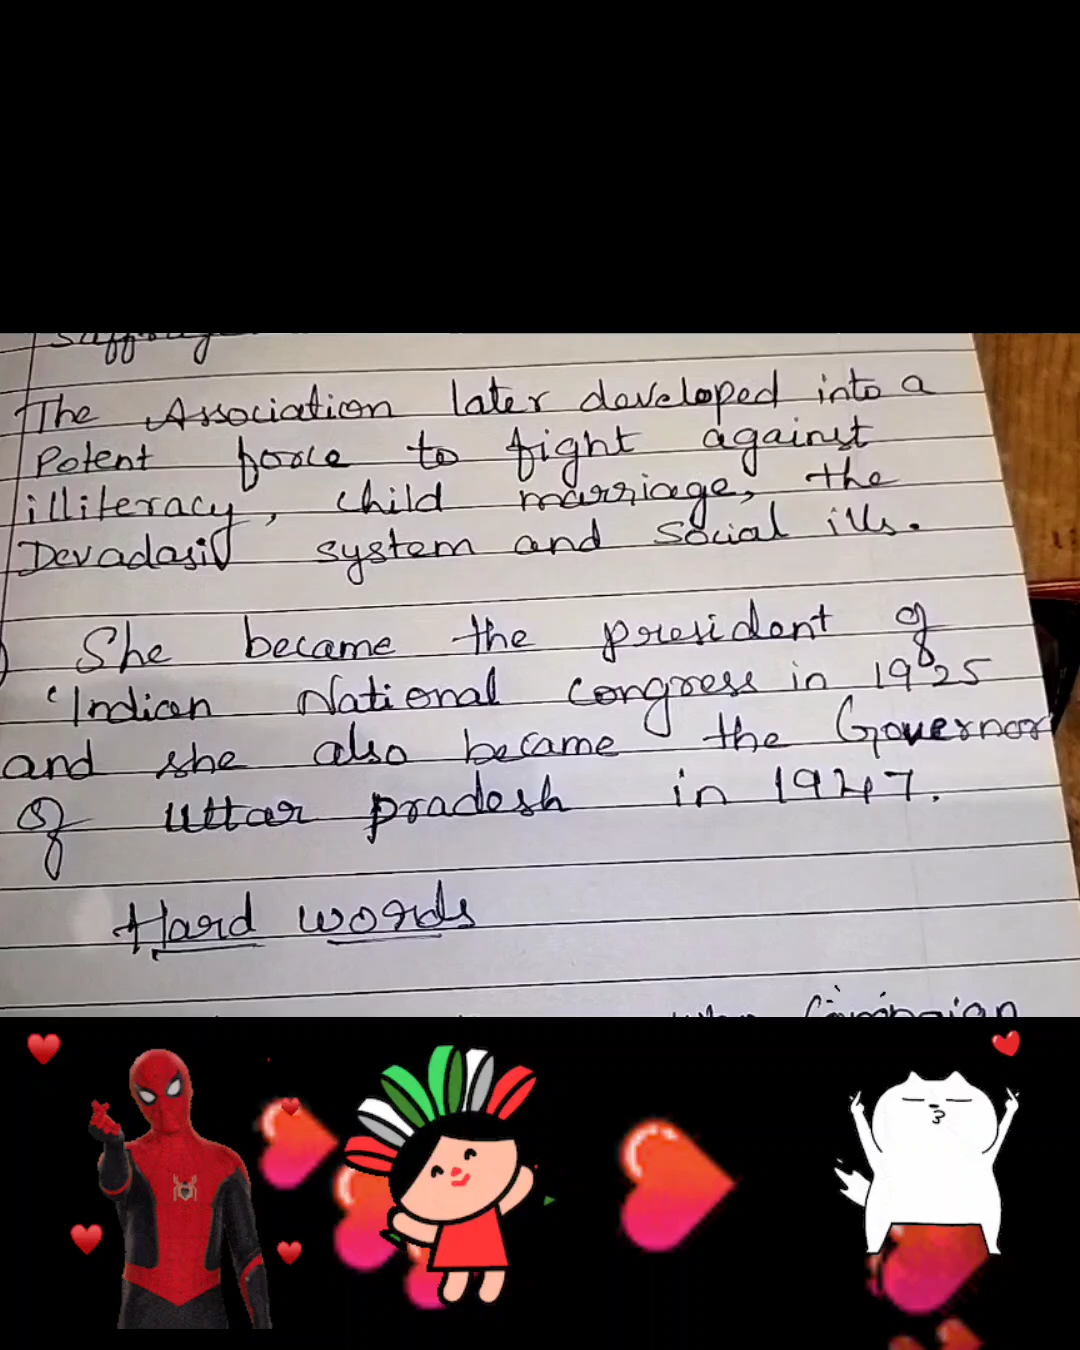 The Association later developed into a
Potent force to fight against
illiteracy, child marriage, the
Devadasi system and social ills.
She became the president of
'Indian National Congress in 1925
and she also became the Governor
of Uttar pradesh in 1947.
Hard words
Campaign